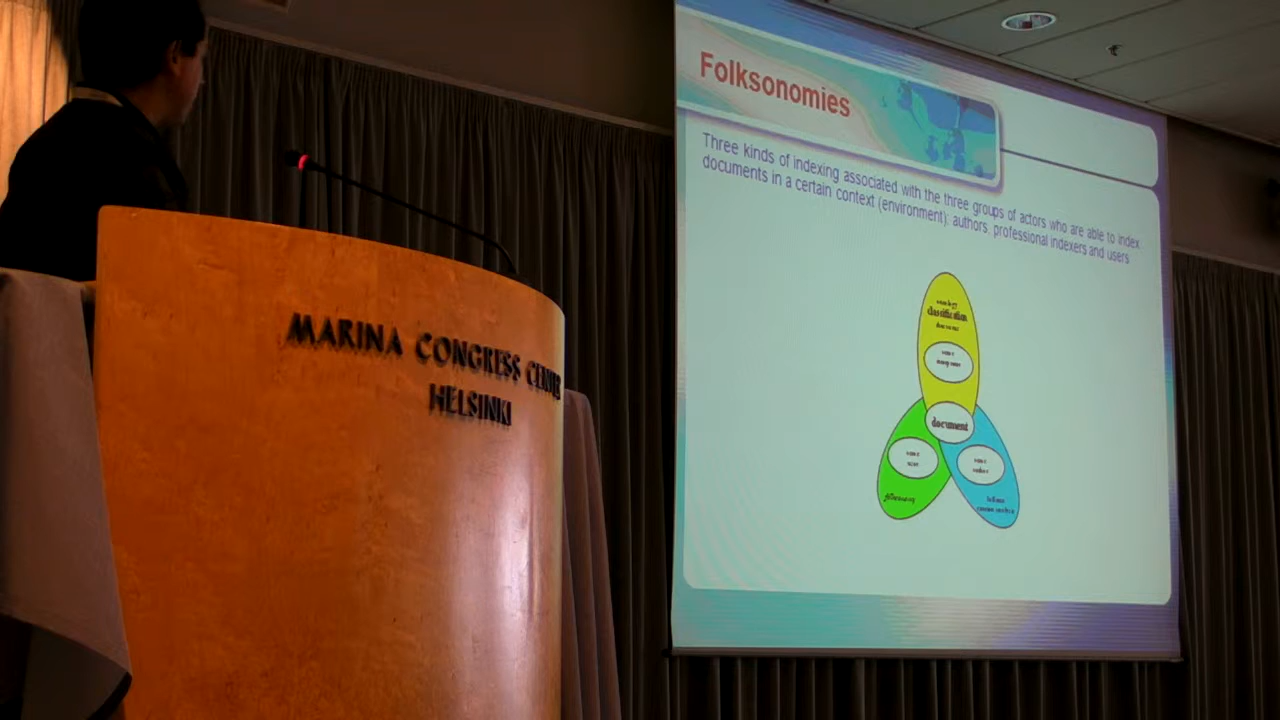 MARINA CONGRESS CENTER
HELSINKI
Folksonomies
Three kinds of indexing associated with the three groups of actors who are able to index
documents in a certain context (environment): authors, professional indexers and users
classification
document